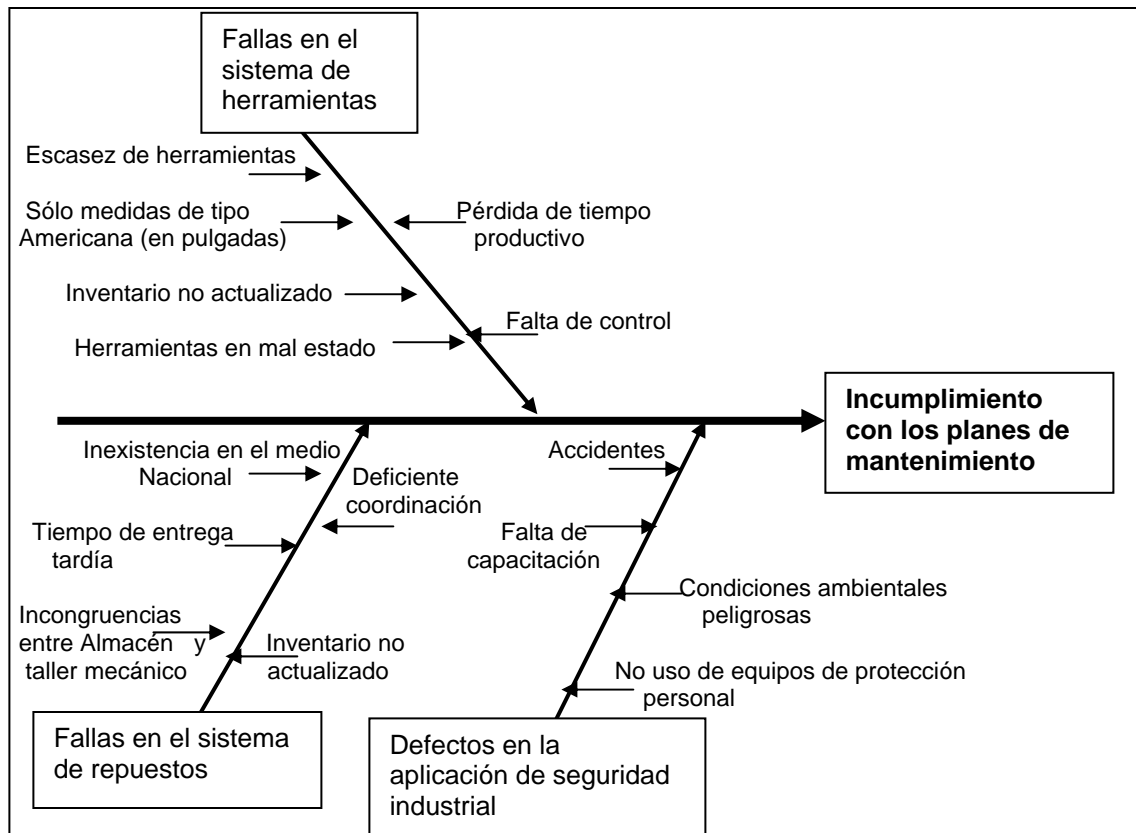 Fallas en el
sistema de
herramientas
Escasez de herramientas
Sólo medidas de tipo
Americana (en pulgadas)
Pérdida de tiempo
productivo
Inventario no actualizado
Falta de control
Herramientas en mal estado
Incumplimiento
con los planes de
mantenimiento
Inexistencia en el medio
Nacional
Deficiente
coordinación
Tiempo de entrega
tardía
Incongruencias
entre Almacén y
taller mecánico
Inventario no
actualizado
Fallas en el sistema
de repuestos
Accidentes
Falta de
capacitación
Condiciones ambientales
peligrosas
No uso de equipos de protección
personal
Defectos en la
aplicación de seguridad
industrial